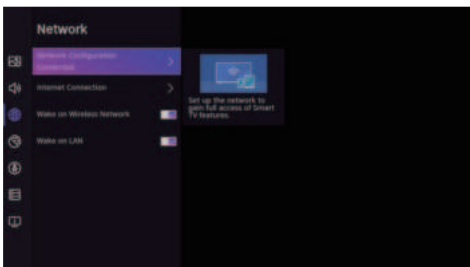 Network
Network Configuration
Connected
Internet Connection
Wake on Wireless Network
Wake on LAN
Set up the network to
gain full access of Smart
TV features.